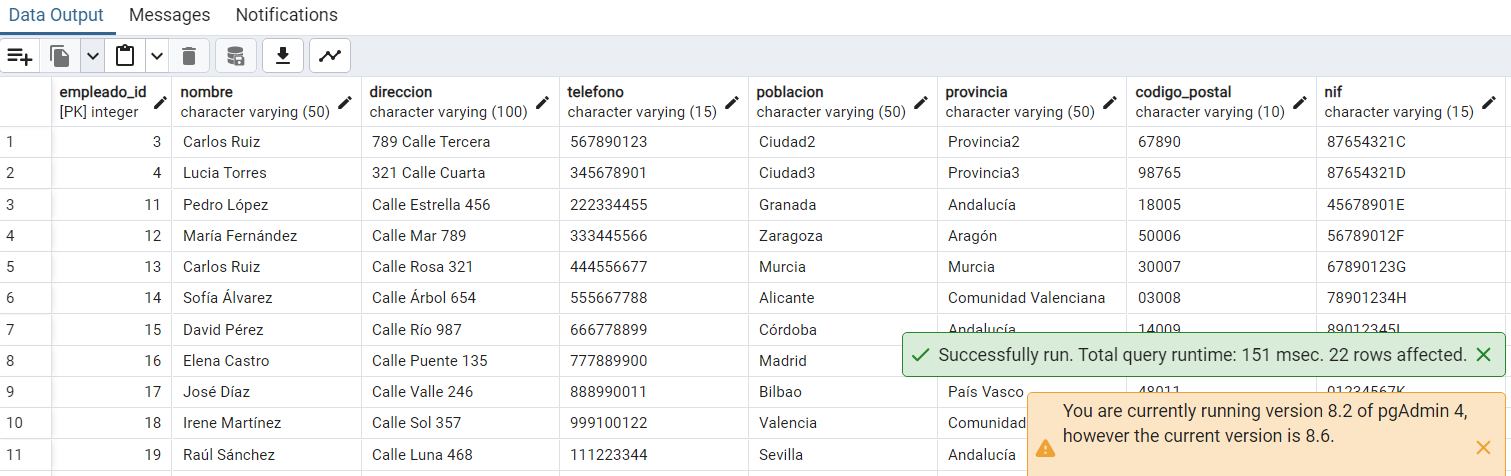 Data Output Messages Notifications
empleado_id nombre direccion telefono poblacion provincia codigo_postal nif
[PK] integer character varying (50) character varying (100) character varying (15) character varying (50) character varying (50) character varying (10) character varying (15)
1 3 Carlos Ruiz 789 Calle Tercera 567890123 Ciudad2 Provincia2 67890 87654321C
2 4 Lucia Torres 321 Calle Cuarta 345678901 Ciudad3 Provincia3 98765 87654321D
3 11 Pedro López Calle Estrella 456 222334455 Granada Andalucía 18005 45678901E
4 12 María Fernández Calle Mar 789 333445566 Zaragoza Aragón 50006 56789012F
5 13 Carlos Ruiz Calle Rosa 321 444556677 Murcia Murcia 30007 67890123G
6 14 Sofía Álvarez Calle Árbol 654 555667788 Alicante Comunidad Valenciana 03008 78901234H
7 15 David Pérez Calle Río 987 666778899 Córdoba Andalucía 14009
8 16 Elena Castro Calle Puente 135 777889900 Madrid
Successfully run. Total query runtime: 151 msec. 22 rows affected.
9 17 José Díaz Calle Valle 246 888990011 Bilbao País Vasco 48011
10 18 Irene Martínez Calle Sol 357 999100122 Valencia Comunidad
11 19 Raúl Sánchez Calle Luna 468 111223344 Sevilla Andalucía
You are currently running version 8.2 of pgAdmin 4,
however the current version is 8.6.